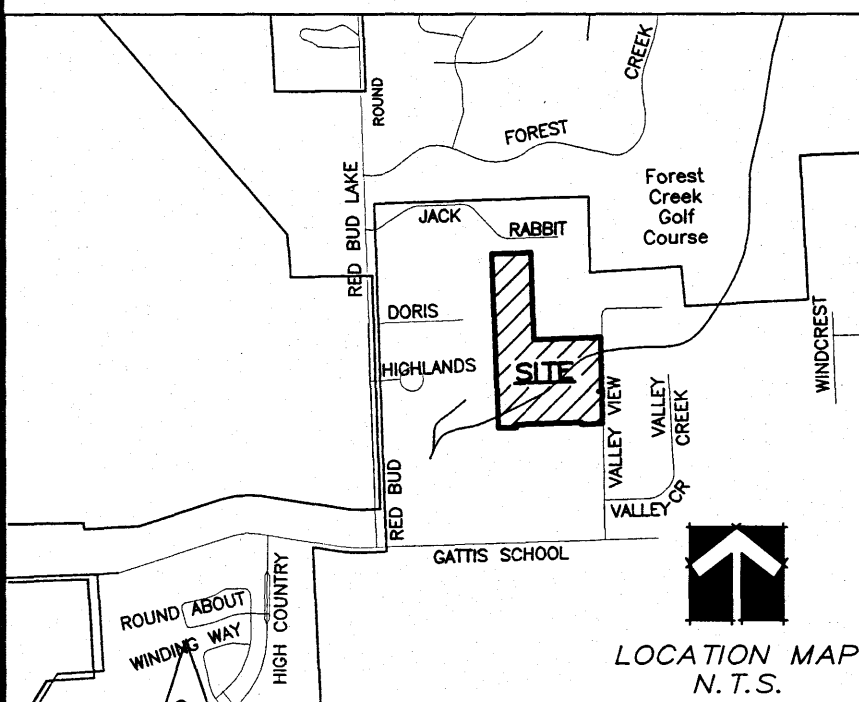 CREEK
ROUND
FOREST
Forest
Creek
Golf
Course
RED BUD LAKE
JACK
RABBIT
DORIS
HIGHLANDS
SITE
WINDCREST
VALLEY VIEW
VALLEY
CREEK
VALLEY CR
RED BUD
GATTIS SCHOOL
HIGH COUNTRY
ROUND ABOUT
WINDING WAY
LOCATION MAP
N.T.S.